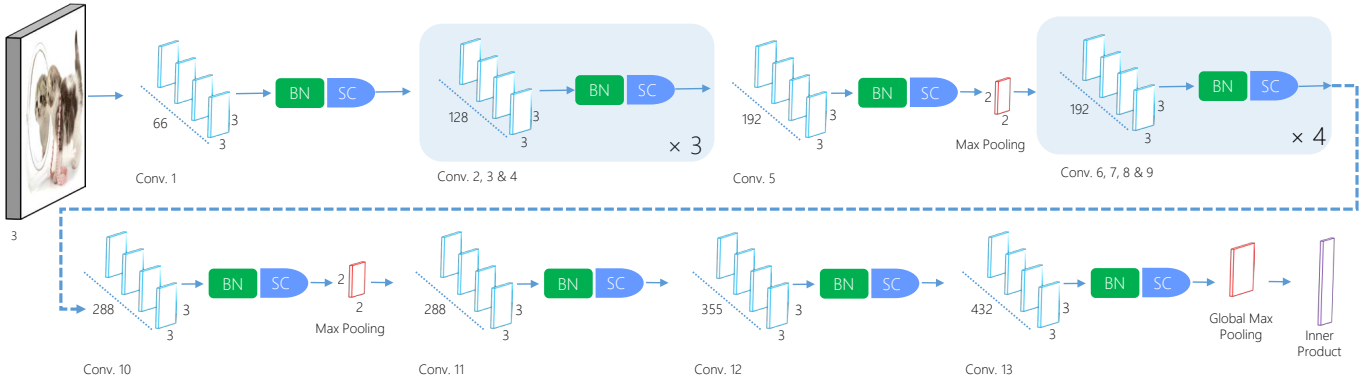 3
66
3
3
BN
SC
Conv. 1
128
3
3
BN
SC
× 3
Conv. 2, 3 & 4
192
3
3
BN
SC
Conv. 5
2
2
Max Pooling
192
3
3
BN
SC
× 4
Conv. 6, 7, 8 & 9
288
3
3
BN
SC
Conv. 10
2
2
Max Pooling
288
3
3
BN
SC
Conv. 11
355
3
3
BN
SC
Conv. 12
432
3
3
BN
SC
Conv. 13
Global Max
Pooling
Inner
Product